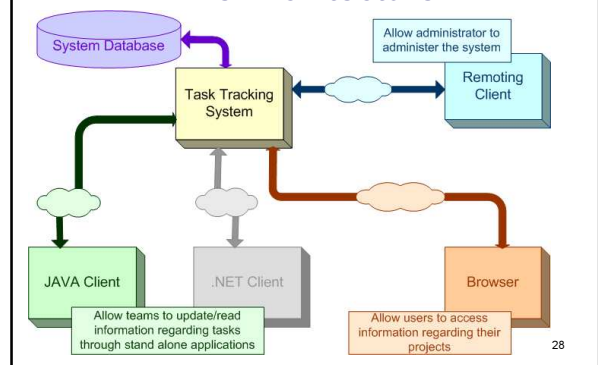 System Database
Allow administrator to
administer the system
Task Tracking
System
Remoting
Client
JAVA Client
.NET Client
Browser
Allow teams to update/read
information regarding tasks
through stand alone applications
Allow users to access
information regarding their
projects
28